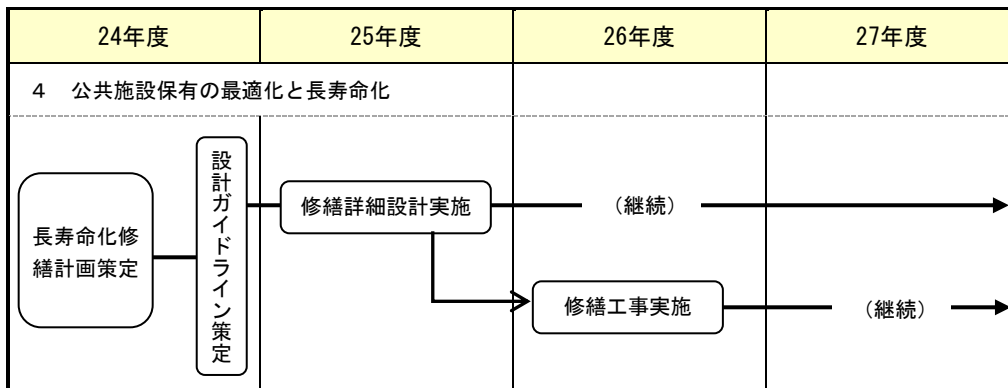 24年度
25年度
26年度
27年度
４　公共施設保有の最適化と長寿命化
長寿命化修
繕計画策定
設計ガイドライン策定
修繕詳細設計実施
（継続）
修繕工事実施
（継続）